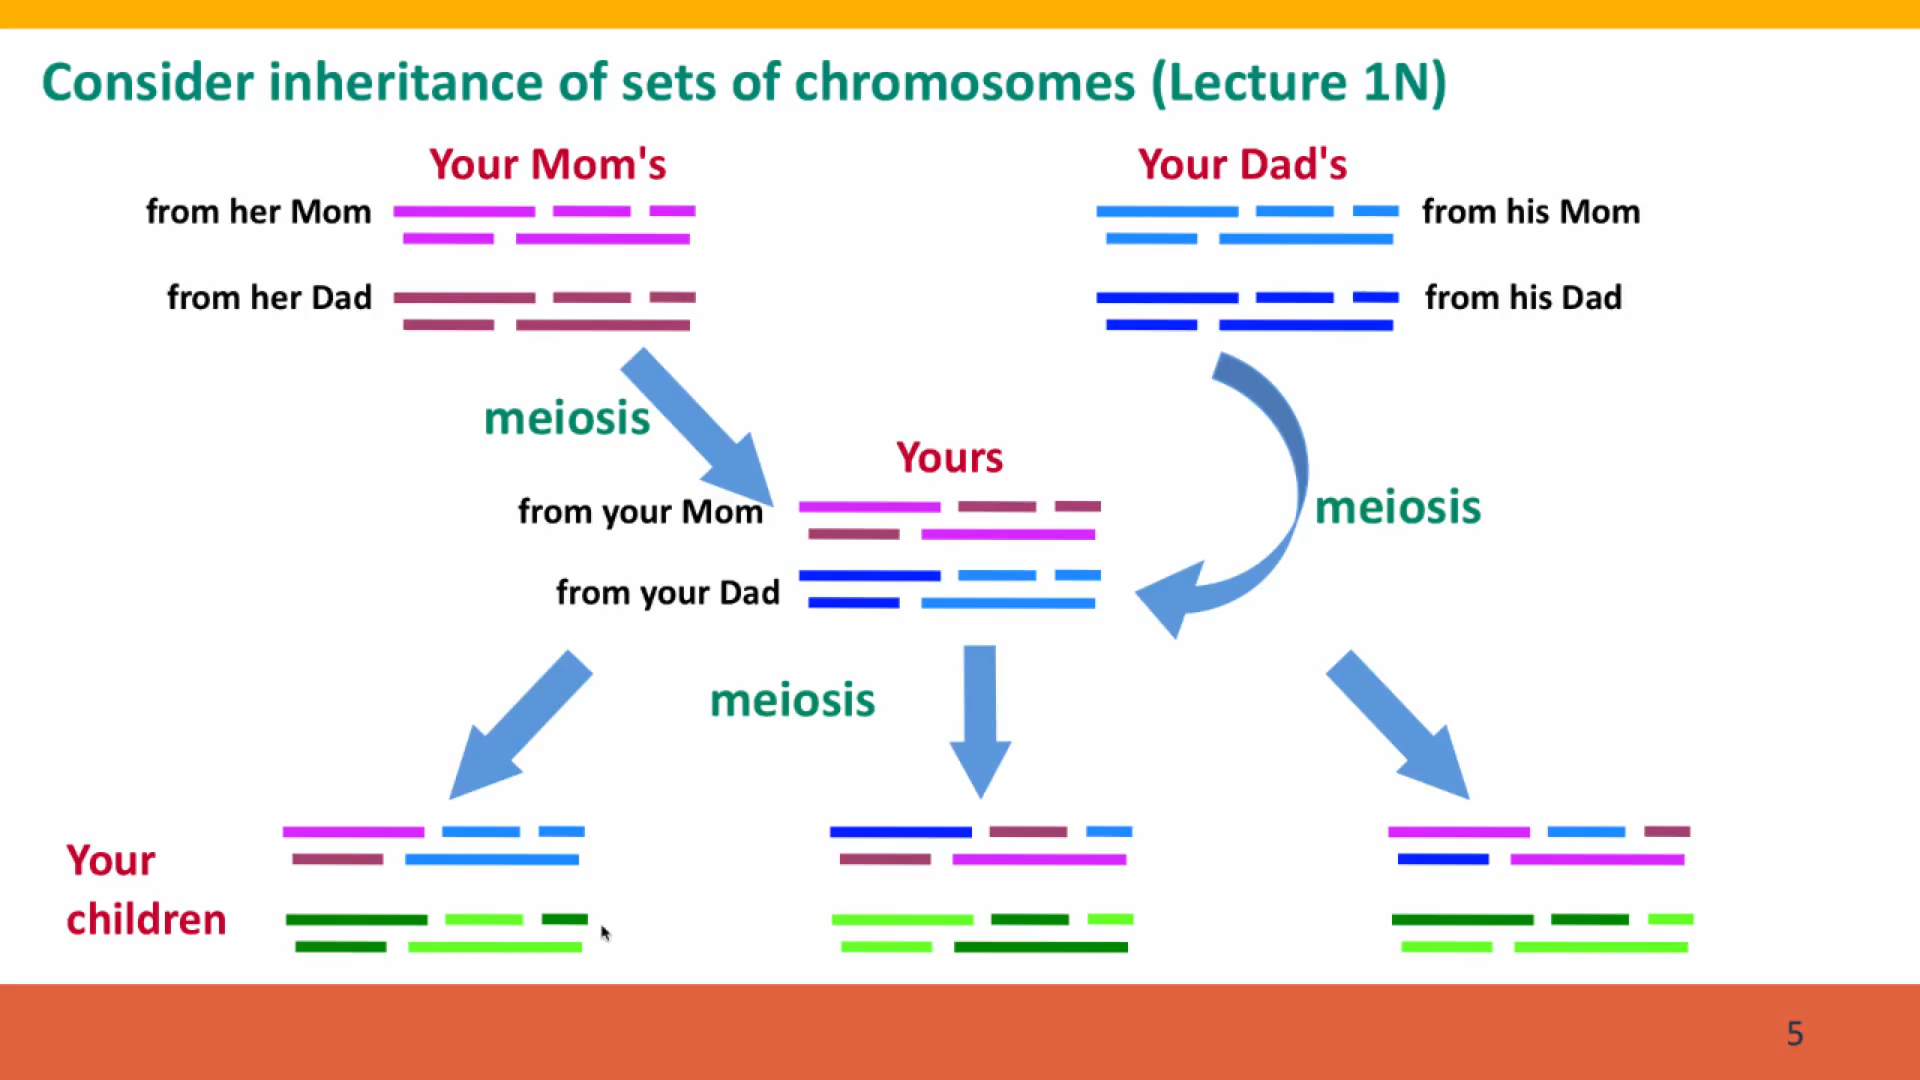 Consider inheritance of sets of chromosomes (Lecture 1N)
Your Mom's
Your Dad's
from her Mom
from his Mom
from her Dad
from his Dad
meiosis
Yours
meiosis
from your Mom
from your Dad
meiosis
Your
children
5